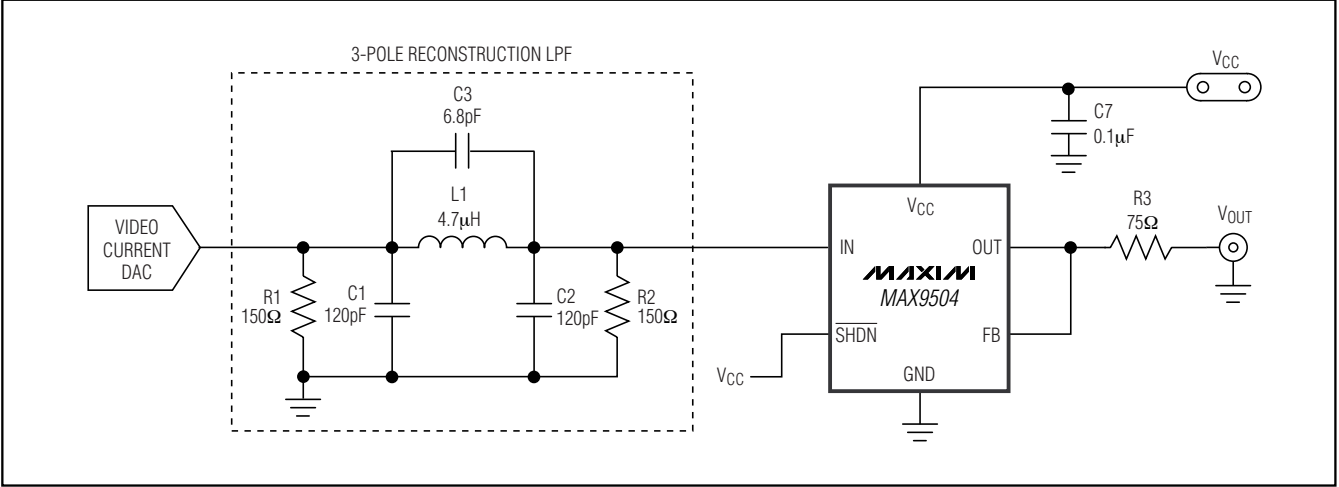 3-POLE RECONSTRUCTION LPF
C3
6.8pF
L1
4.7μH
VIDEO
CURRENT
DAC
R1
150Ω
C1
120pF
C2
120pF
R2
150Ω
VCC
C7
0.1μF
VCC
IN
OUT
MAXIM
MAX9504
SHDN
FB
GND
VCC
R3
75Ω
VOUT